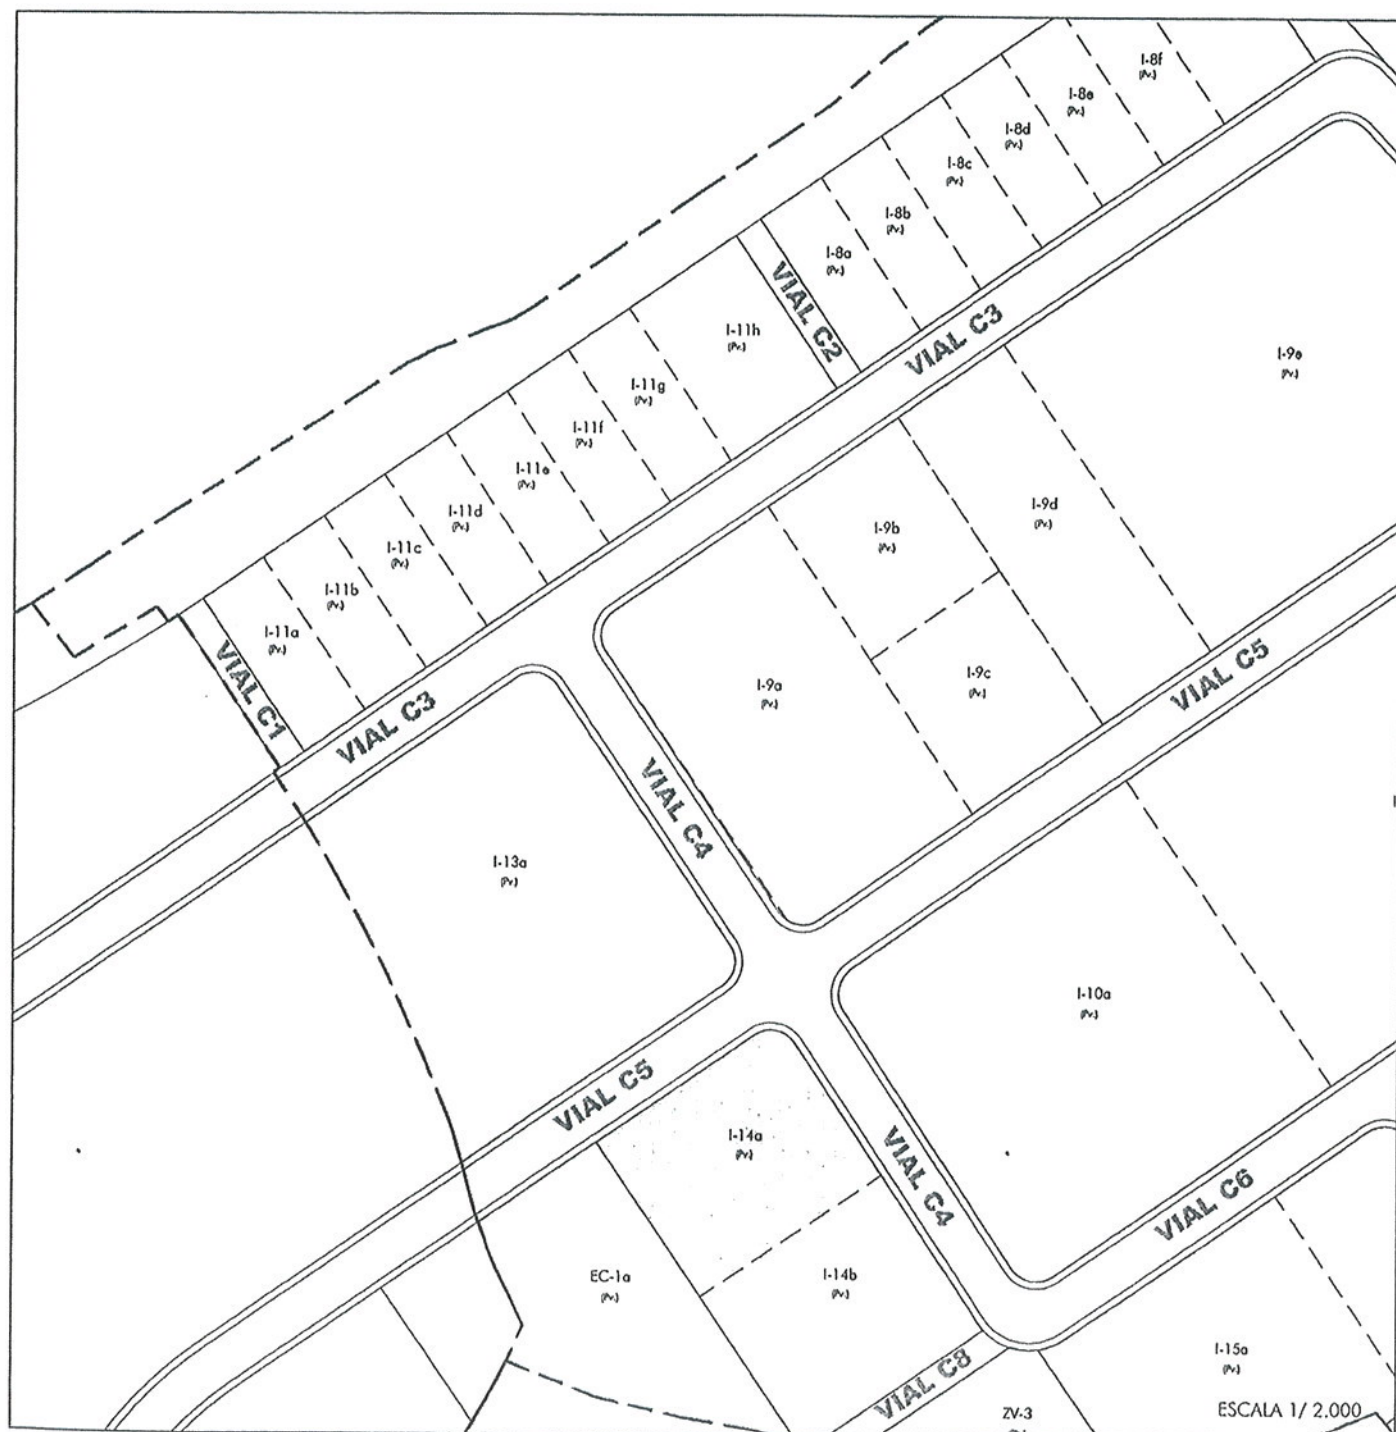 I-8f
(Pv.)
I-8e
(Pv.)
I-8d
(Pv.)
I-8c
(Pv.)
I-8b
(Pv.)
I-8a
(Pv.)
VIAL C2
I-11h
(Pv.)
VIAL C3
I-9e
(Pv.)
I-11g
(Pv.)
I-11f
(Pv.)
I-11e
(Pv.)
I-11d
(Pv.)
I-11c
(Pv.)
I-11b
(Pv.)
I-11a
(Pv.)
VIAL C1
VIAL C3
I-9d
(Pv.)
I-9b
(Pv.)
I-9c
(Pv.)
I-9a
(Pv.)
VIAL C5
VIAL C4
I-13a
(Pv.)
I-10a
(Pv.)
VIAL C5
I-14a
(Pv.)
VIAL C4
VIAL C6
EC-1a
(Pv.)
I-14b
(Pv.)
VIAL C8
I-15a
(Pv.)
ZV-3
ESCALA 1/ 2.000